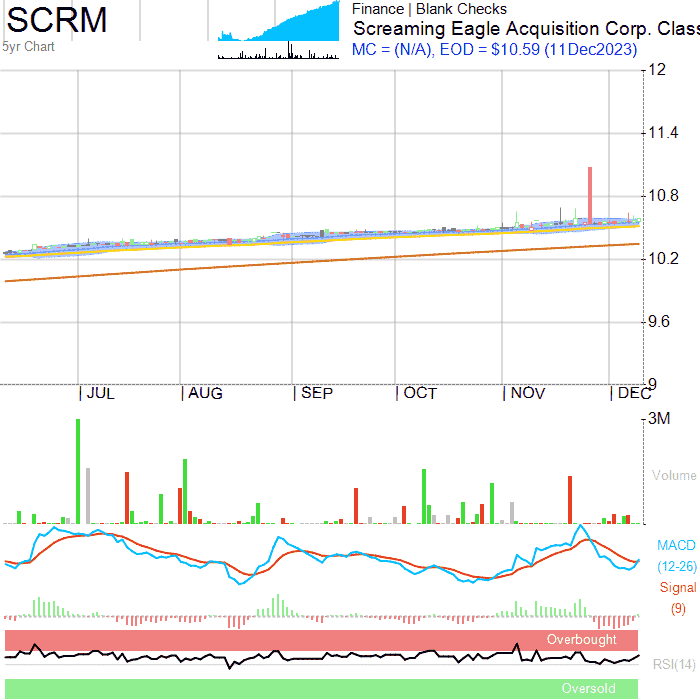 SCRM
5yr Chart
Finance | Blank Checks
Screaming Eagle Acquisition Corp. Class
MC = (N/A), EOD = $10.59 (11Dec2023)
12
11.4
10.8
10.2
9.6
9
JUL
AUG
SEP
OCT
NOV
DEC
3M
Volume
MACD
(12-26)
Signal
(9)
Overbought
RSI(14)
Oversold